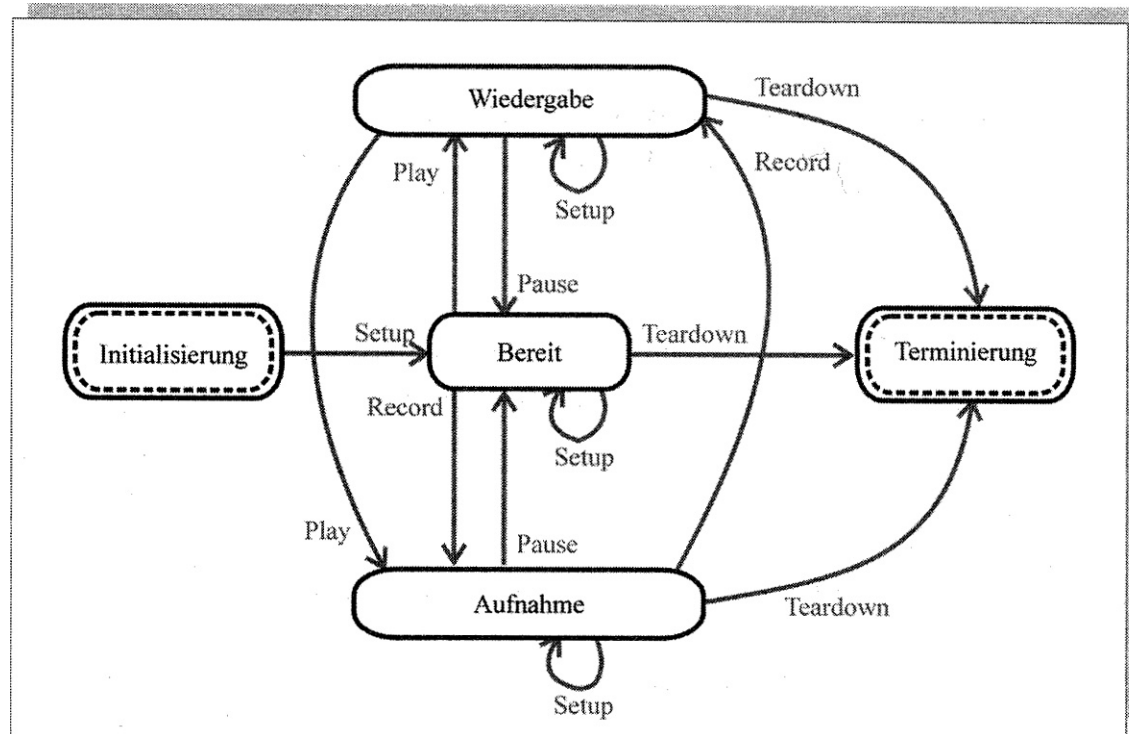 Wiedergabe
Teardown
Play
Record
Setup
Pause
Initialisierung
Setup
Bereit
Teardown
Terminierung
Record
Setup
Play
Pause
Aufnahme
Teardown
Setup